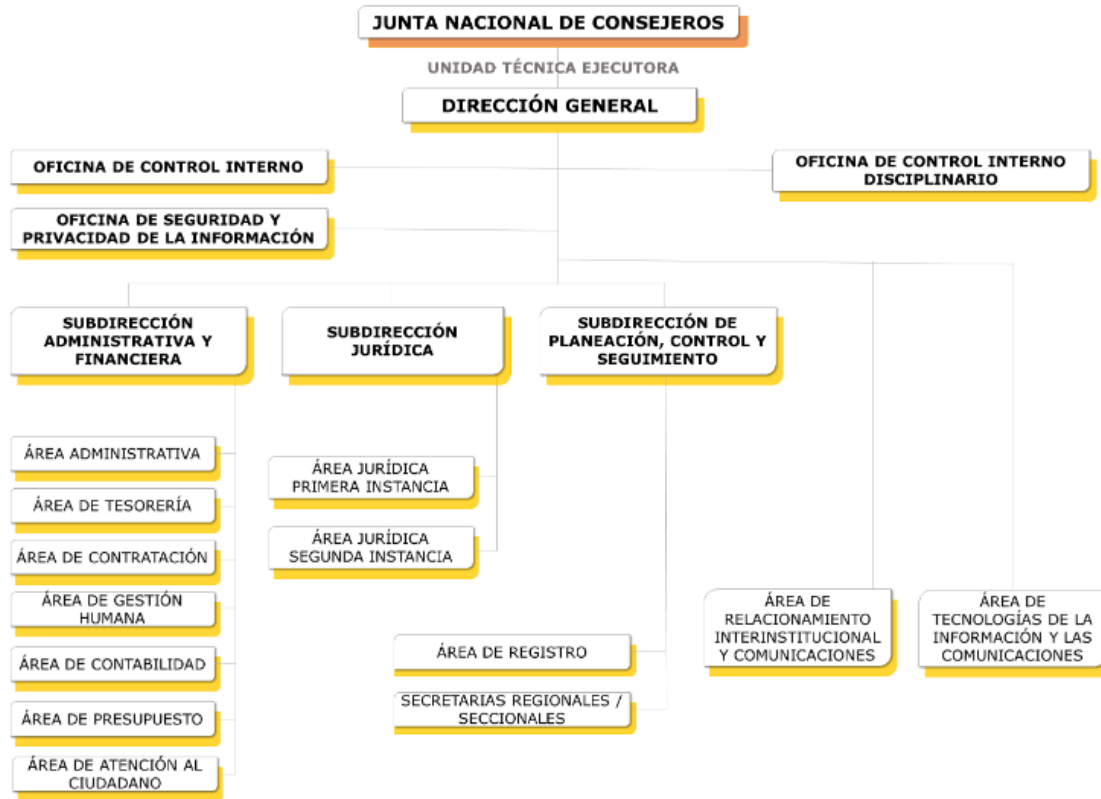 JUNTA NACIONAL DE CONSEJEROS
UNIDAD TÉCNICA EJECUTORA
DIRECCIÓN GENERAL
OFICINA DE CONTROL INTERNO
OFICINA DE CONTROL INTERNO
DISCIPLINARIO
OFICINA DE SEGURIDAD Y
PRIVACIDAD DE LA INFORMACIÓN
SUBDIRECCIÓN
ADMINISTRATIVA Y
FINANCIERA
SUBDIRECCIÓN
JURÍDICA
SUBDIRECCIÓN DE
PLANEACIÓN, CONTROL Y
SEGUIMIENTO
ÁREA ADMINISTRATIVA
ÁREA DE TESORERÍA
ÁREA DE CONTRATACIÓN
ÁREA DE GESTIÓN
HUMANA
ÁREA DE CONTABILIDAD
ÁREA DE PRESUPUESTO
ÁREA DE ATENCIÓN AL
CIUDADANO
ÁREA JURÍDICA
PRIMERA INSTANCIA
ÁREA JURÍDICA
SEGUNDA INSTANCIA
ÁREA DE REGISTRO
SECRETARIAS REGIONALES /
SECCIONALES
ÁREA DE
RELACIONAMIENTO
INTERINSTITUCIONAL
Y COMUNICACIONES
ÁREA DE
TECNOLOGÍAS DE LA
INFORMACIÓN Y LAS
COMUNICACIONES